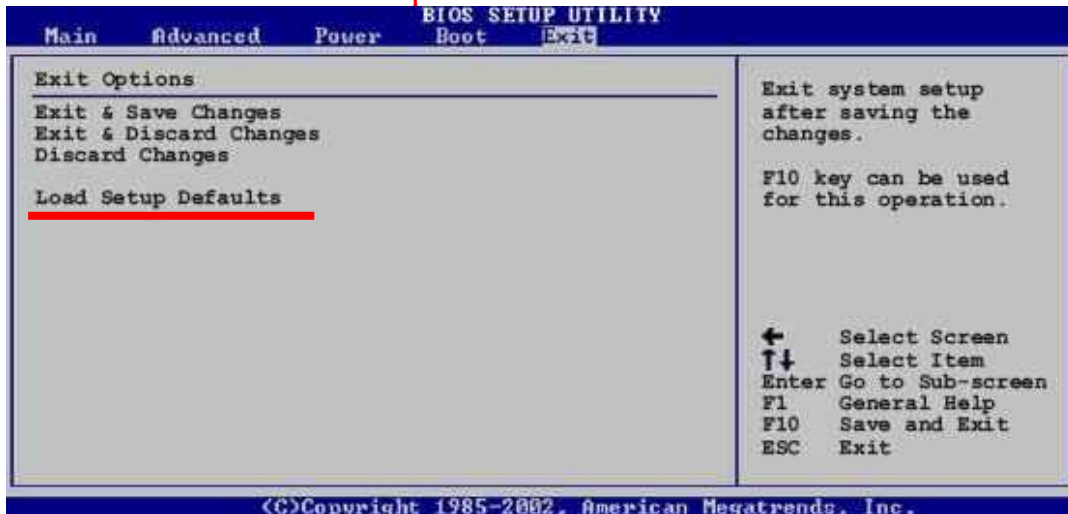 BIOS SETUP UTILITY
Main Advanced Power Boot Exit
Exit Options
Exit & Save Changes
Exit & Discard Changes
Discard Changes
Load Setup Defaults
Exit system setup
after saving the
changes.
F10 key can be used
for this operation.
← Select Screen
↑↓ Select Item
Enter Go to Sub-screen
F1 General Help
F10 Save and Exit
ESC Exit
(C)Copyright 1985-2002, American Megatrends, Inc.